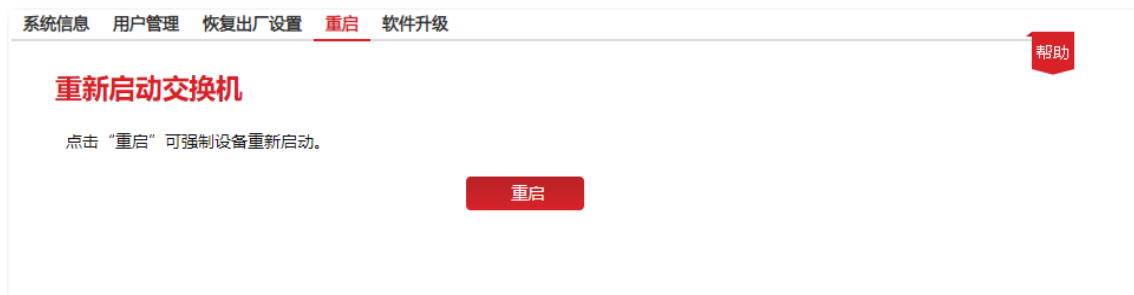 系统信息 用户管理 恢复出厂设置 重启 软件升级
帮助
重新启动交换机
点击“重启”可强制设备重新启动。
重启